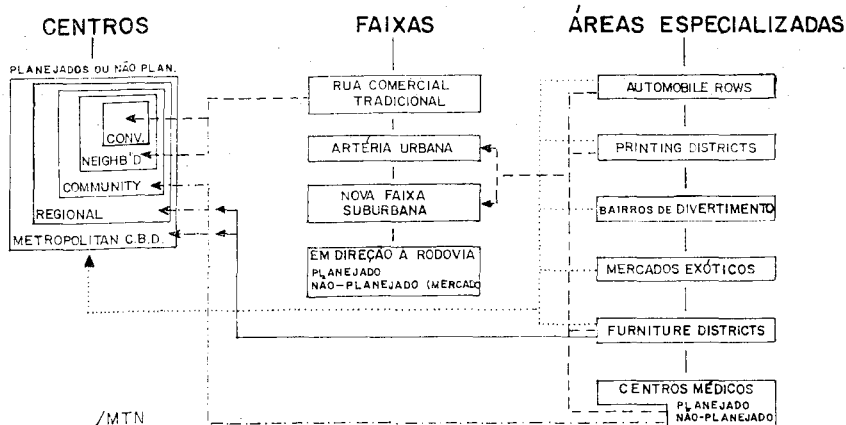 CENTROS
PLANEJADOS OU NÃO PLAN.
CONV.
NEIGHB'D
COMMUNITY
REGIONAL
METROPOLITAN C.B.D.
/MTN
FAIXAS
RUA COMERCIAL
TRADICIONAL
ARTÉRIA URBANA
NOVA FAIXA
SUBURBANA
EM DIREÇÃO A RODOVIA
PLANEJADO
NÃO-PLANEJADO (MERCADO
ÁREAS ESPECIALIZADAS
AUTOMOBILE ROWS
PRINTING DISTRICTS
BAIRROS DE DIVERTIMENTO
MERCADOS EXÓTICOS
FURNITURE DISTRICTS
CENTROS MÉDICOS
PLANEJADO
NÃO-PLANEJADO